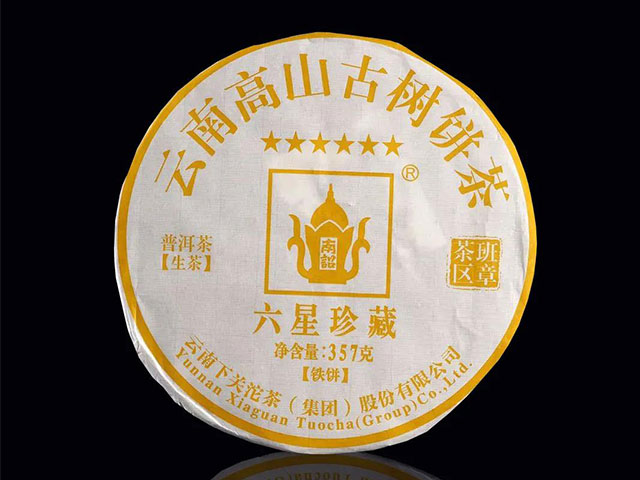 云南高山古树饼茶
★★★★★★
®
南詔
普洱茶
【生茶】
班章
茶区
六星珍藏
净含量:357克
【铁饼】
云南下关沱茶(集团)股份有限公司
Yunnan Xiaguan Tuocha(Group)Co.,Ltd.